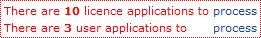 There are 10 licence applications to process
There are 3 user applications to process